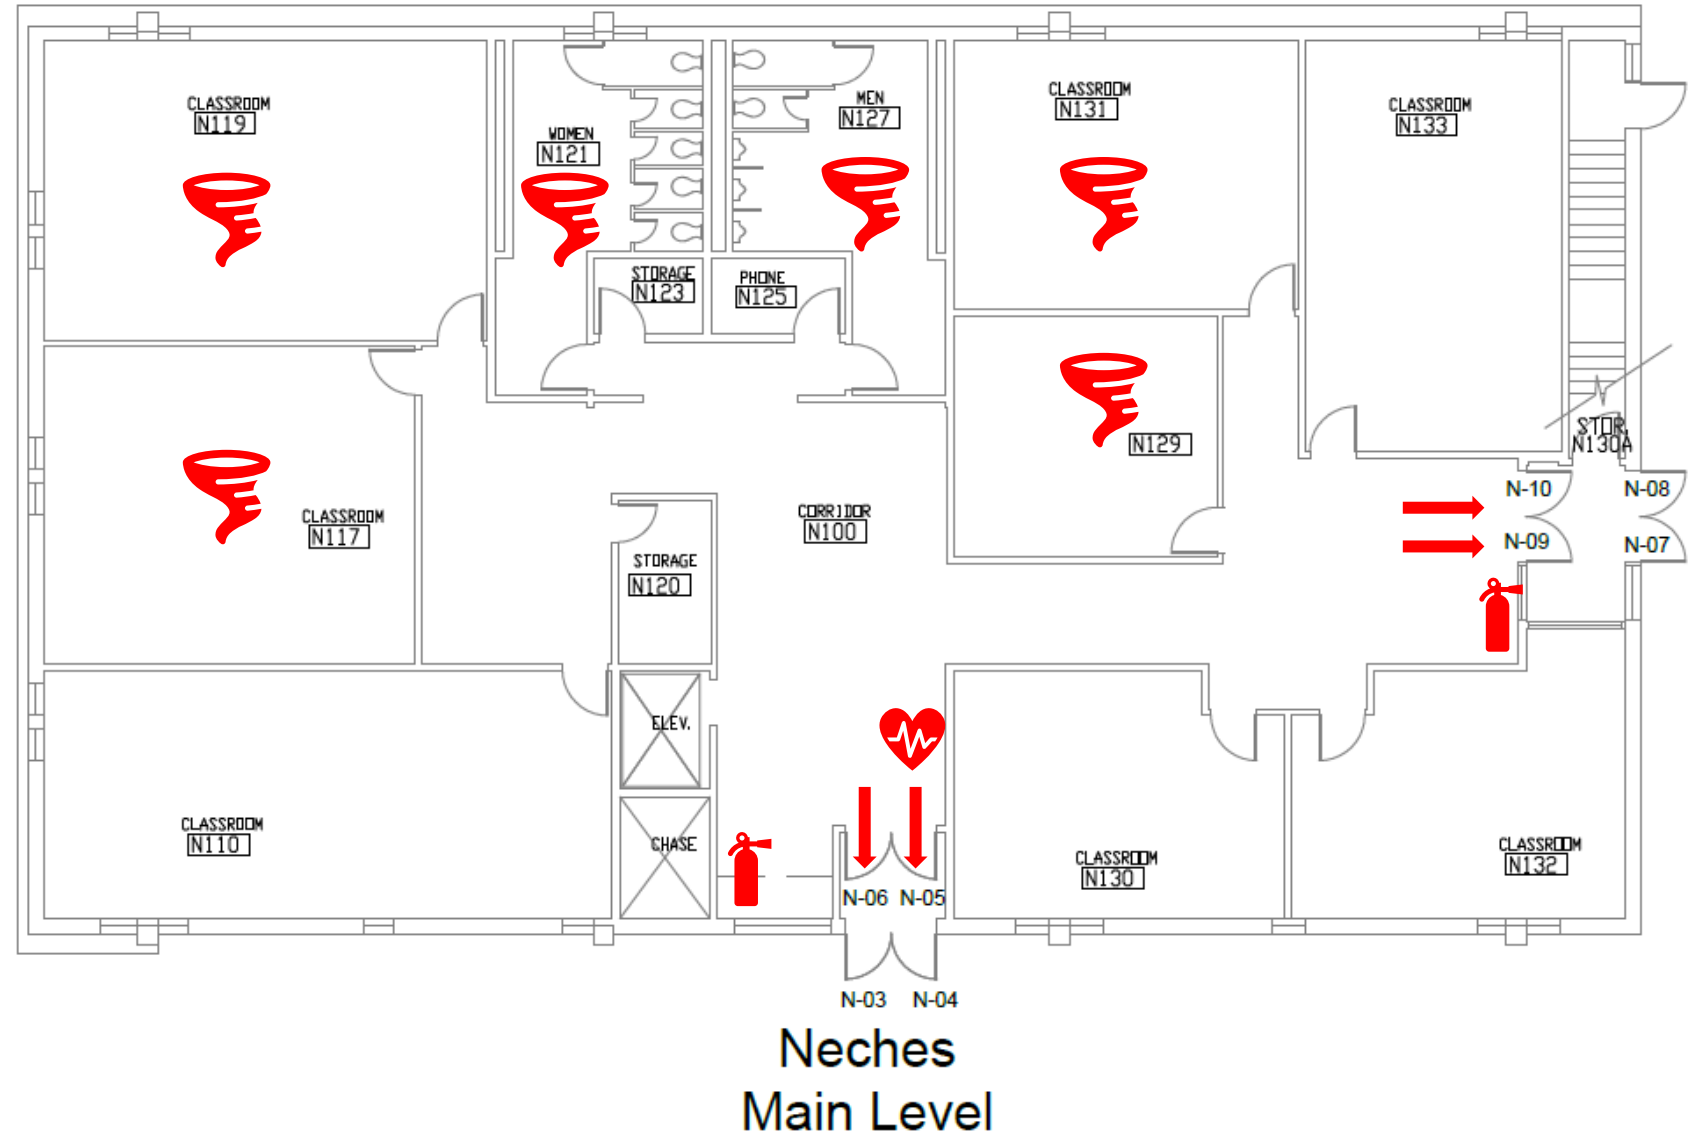 CLASSROOM
N119
WOMEN
N121
MEN
N127
CLASSROOM
N131
CLASSROOM
N133
STORAGE
N123
PHONE
N125
N129
STOR.
N130A
CLASSROOM
N117
STORAGE
N120
CORRIDOR
N100
N-10
N-08
N-09
N-07
ELEV.
CHASE
CLASSROOM
N110
N-06
N-05
CLASSROOM
N130
CLASSROOM
N132
N-03
N-04
Neches
Main Level